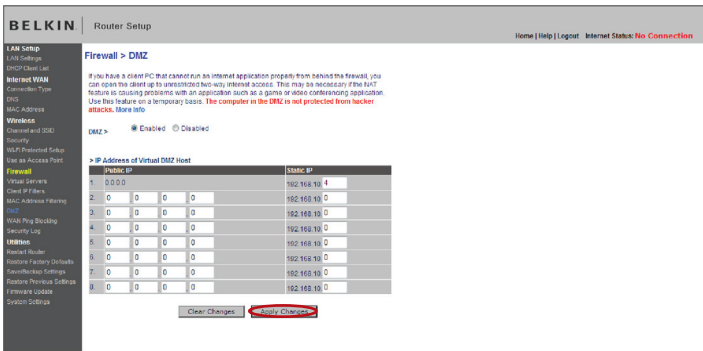 BELKIN Router Setup
Home | Help | Logout Internet Status: No Connection
LAN Setup
LAN Settings
DHCP Client List
Internet WAN
Connection Type
DNS
MAC Address
Wireless
Channel and SSID
Security
Wi-Fi Protected Setup
Use as Access Point
Firewall
Virtual Servers
Client IP Filters
MAC Address Filtering
DMZ
WAN Ping Blocking
Security Log
Utilities
Restart Router
Restore Factory Defaults
Save/Backup Settings
Restore Previous Settings
Firmware Update
System Settings
Firewall > DMZ
If you have a client PC that cannot run an Internet application properly from behind the firewall, you
can open the client up to unrestricted two-way Internet access. This may be necessary if the NAT
feature is causing problems with an application such as a game or video conferencing application.
Use this feature on a temporary basis. The computer in the DMZ is not protected from hacker
attacks. More Info
DMZ > Enabled Disabled
> IP Address of Virtual DMZ Host
Public IP Static IP
1. 0.0.0.0 192.168.10. 4
2. 0 . 0 . 0 . 0 192.168.10. 0
3. 0 . 0 . 0 . 0 192.168.10. 0
4. 0 . 0 . 0 . 0 192.168.10. 0
5. 0 . 0 . 0 . 0 192.168.10. 0
6. 0 . 0 . 0 . 0 192.168.10. 0
7. 0 . 0 . 0 . 0 192.168.10. 0
8. 0 . 0 . 0 . 0 192.168.10. 0
Clear Changes Apply Changes